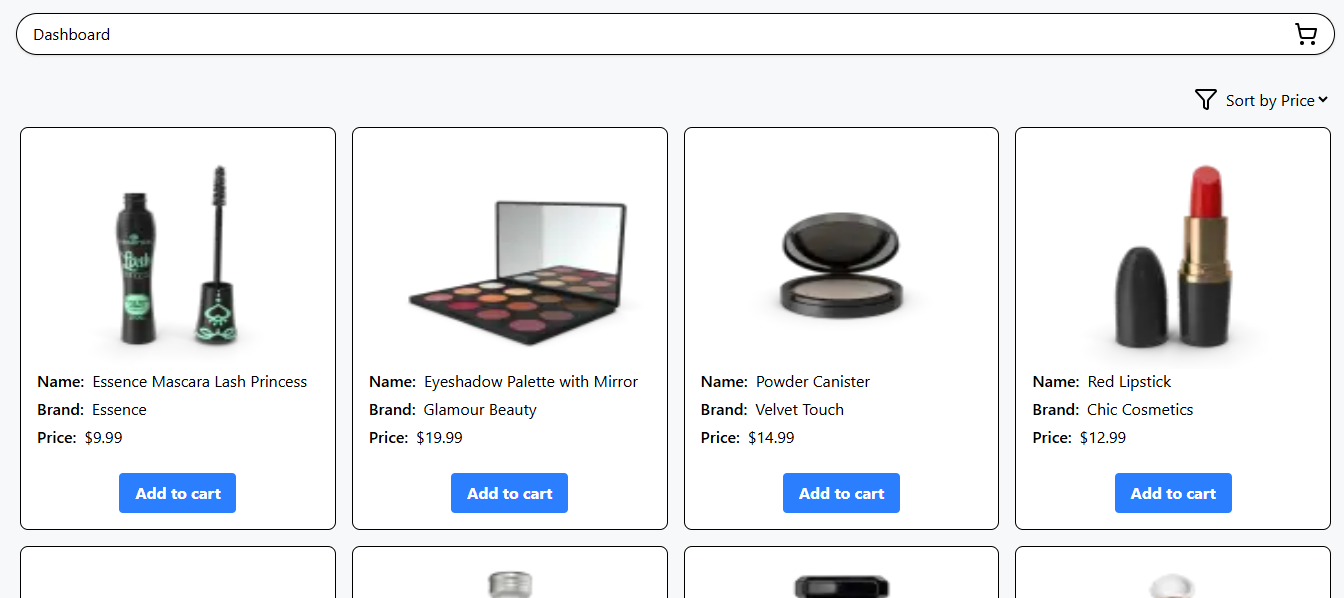 Dashboard
Sort by Price
Name: Essence Mascara Lash Princess
Brand: Essence
Price: $9.99
Add to cart
Name: Eyeshadow Palette with Mirror
Brand: Glamour Beauty
Price: $19.99
Add to cart
Name: Powder Canister
Brand: Velvet Touch
Price: $14.99
Add to cart
Name: Red Lipstick
Brand: Chic Cosmetics
Price: $12.99
Add to cart